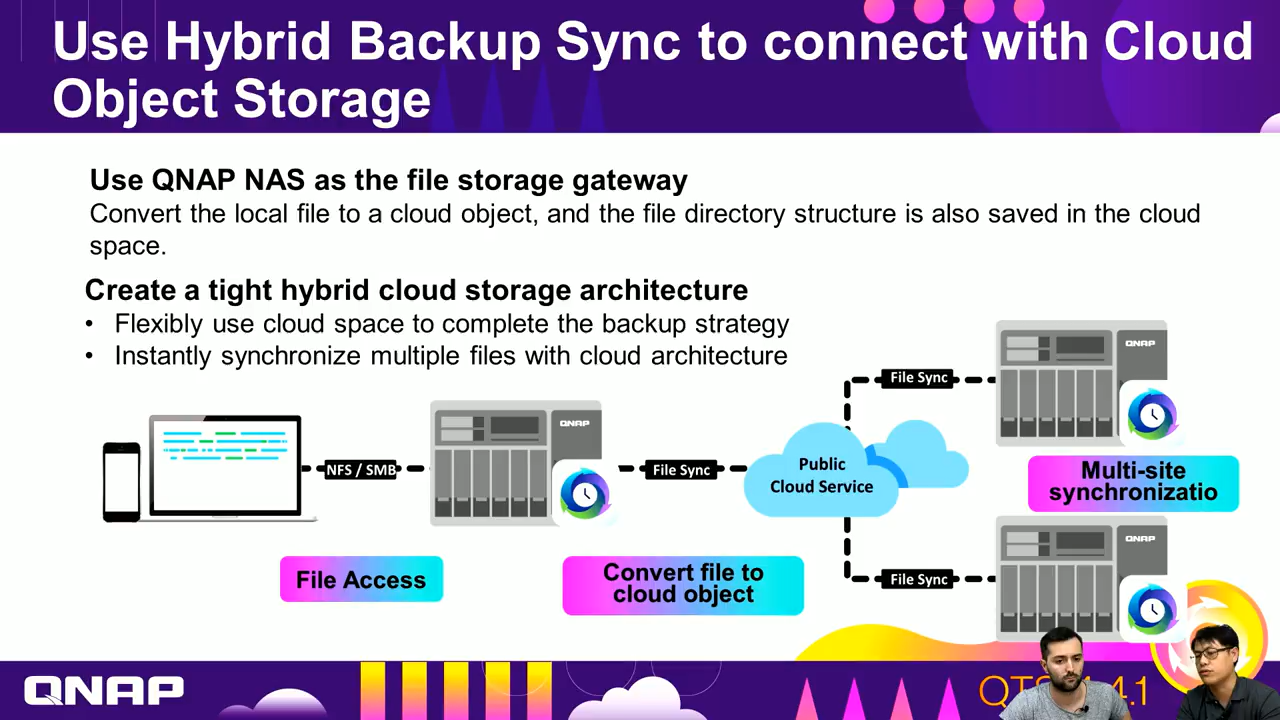 Use Hybrid Backup Sync to connect with Cloud
Object Storage
Use QNAP NAS as the file storage gateway
Convert the local file to a cloud object, and the file directory structure is also saved in the cloud
space.
Create a tight hybrid cloud storage architecture
• Flexibly use cloud space to complete the backup strategy
• Instantly synchronize multiple files with cloud architecture
File Sync
QNAP
QNAP
NFS / SMB
File Sync
Public
Cloud Service
Multi-site
synchronizatio
QNAP
File Sync
File Access
Convert file to
cloud object
QNAP
4.1